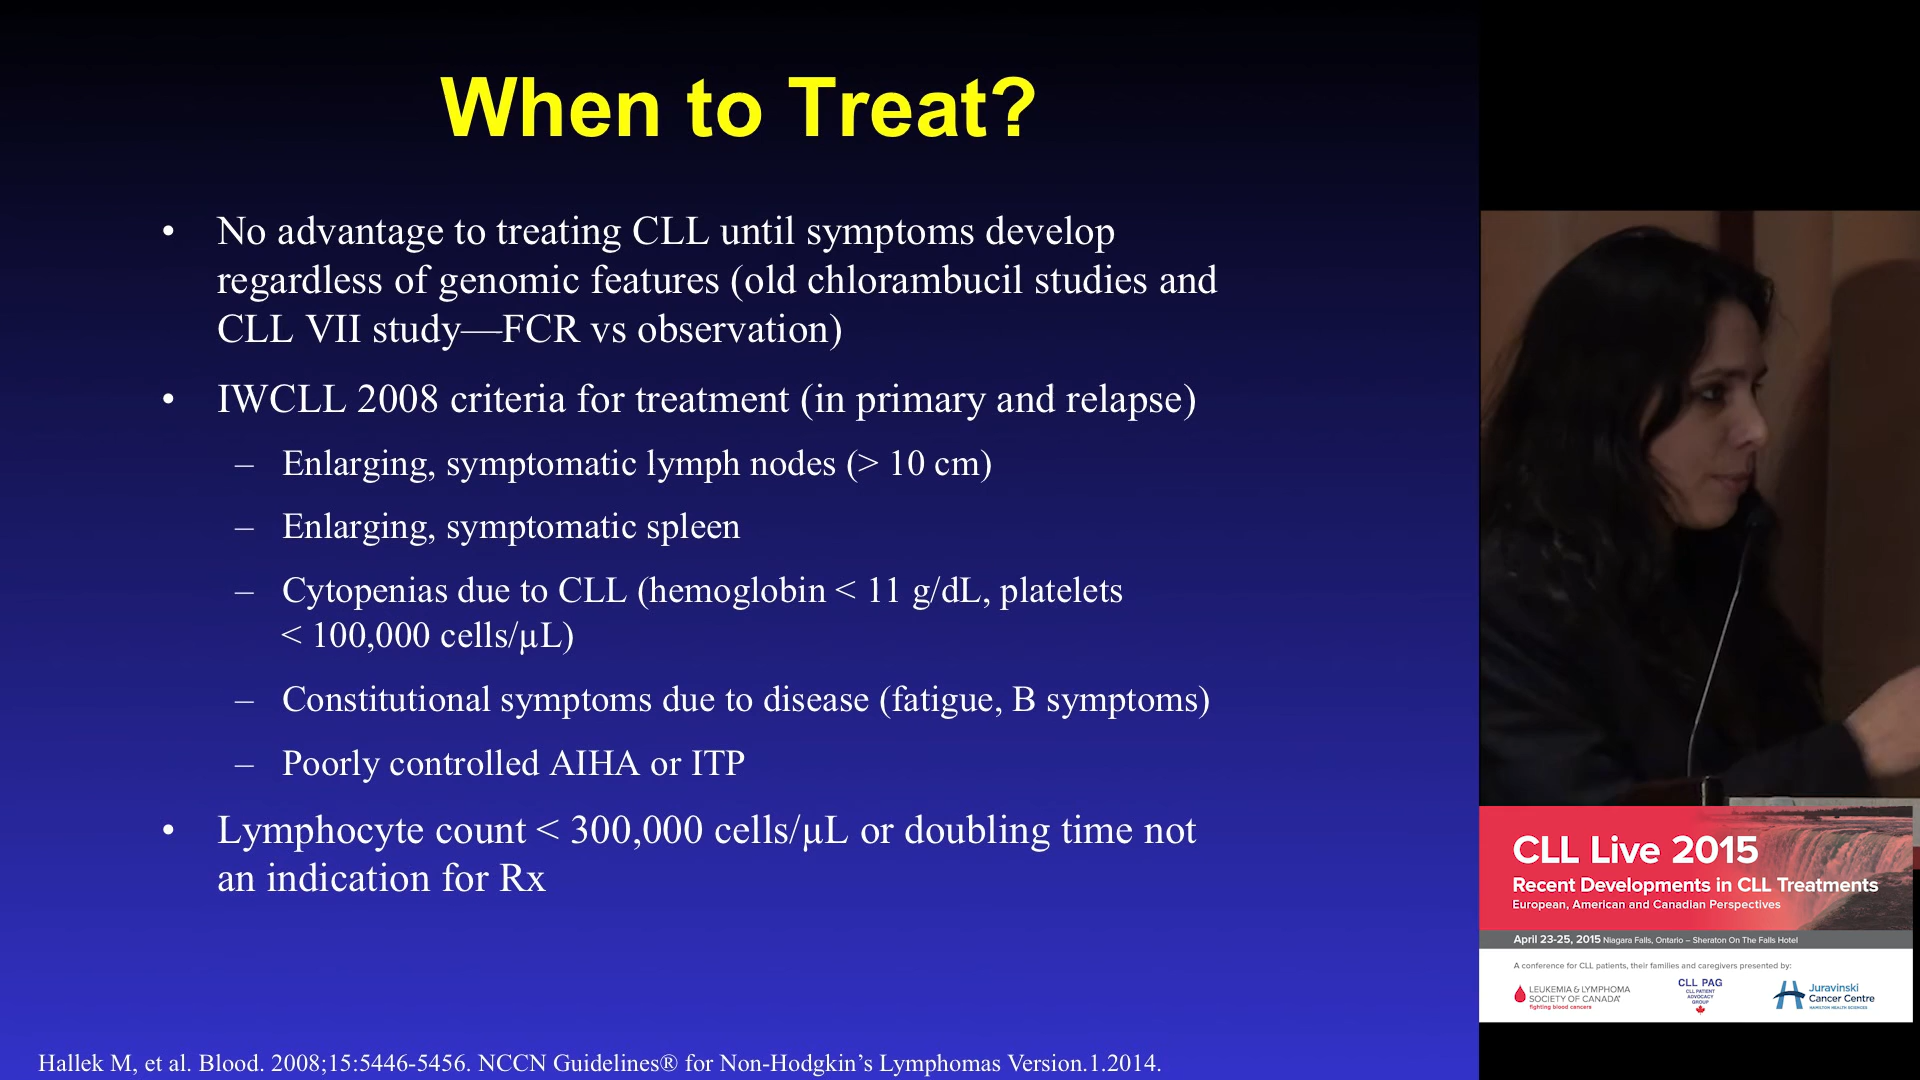 When to Treat?
• No advantage to treating CLL until symptoms develop
regardless of genomic features (old chlorambucil studies and
CLL VII study—FCR vs observation)
• IWCLL 2008 criteria for treatment (in primary and relapse)
– Enlarging, symptomatic lymph nodes (> 10 cm)
– Enlarging, symptomatic spleen
– Cytopenias due to CLL (hemoglobin < 11 g/dL, platelets
< 100,000 cells/µL)
– Constitutional symptoms due to disease (fatigue, B symptoms)
– Poorly controlled AIHA or ITP
• Lymphocyte count < 300,000 cells/µL or doubling time not
an indication for Rx
Hallek M, et al. Blood. 2008;15:5446-5456. NCCN Guidelines® for Non-Hodgkin’s Lymphomas Version.1.2014.
CLL Live 2015
Recent Developments in CLL Treatments
European, American and Canadian Perspectives
April 23-25, 2015 Niagara Falls, Ontario – Sheraton On The Falls Hotel
A conference for CLL patients, their families and caregivers presented by:
LEUKEMIA & LYMPHOMA
SOCIETY OF CANADA
fighting blood cancers
CLL PAG
CLL PATIENT
ADVOCACY
GROUP
Juravinski
Cancer Centre
HAMILTON HEALTH SCIENCES